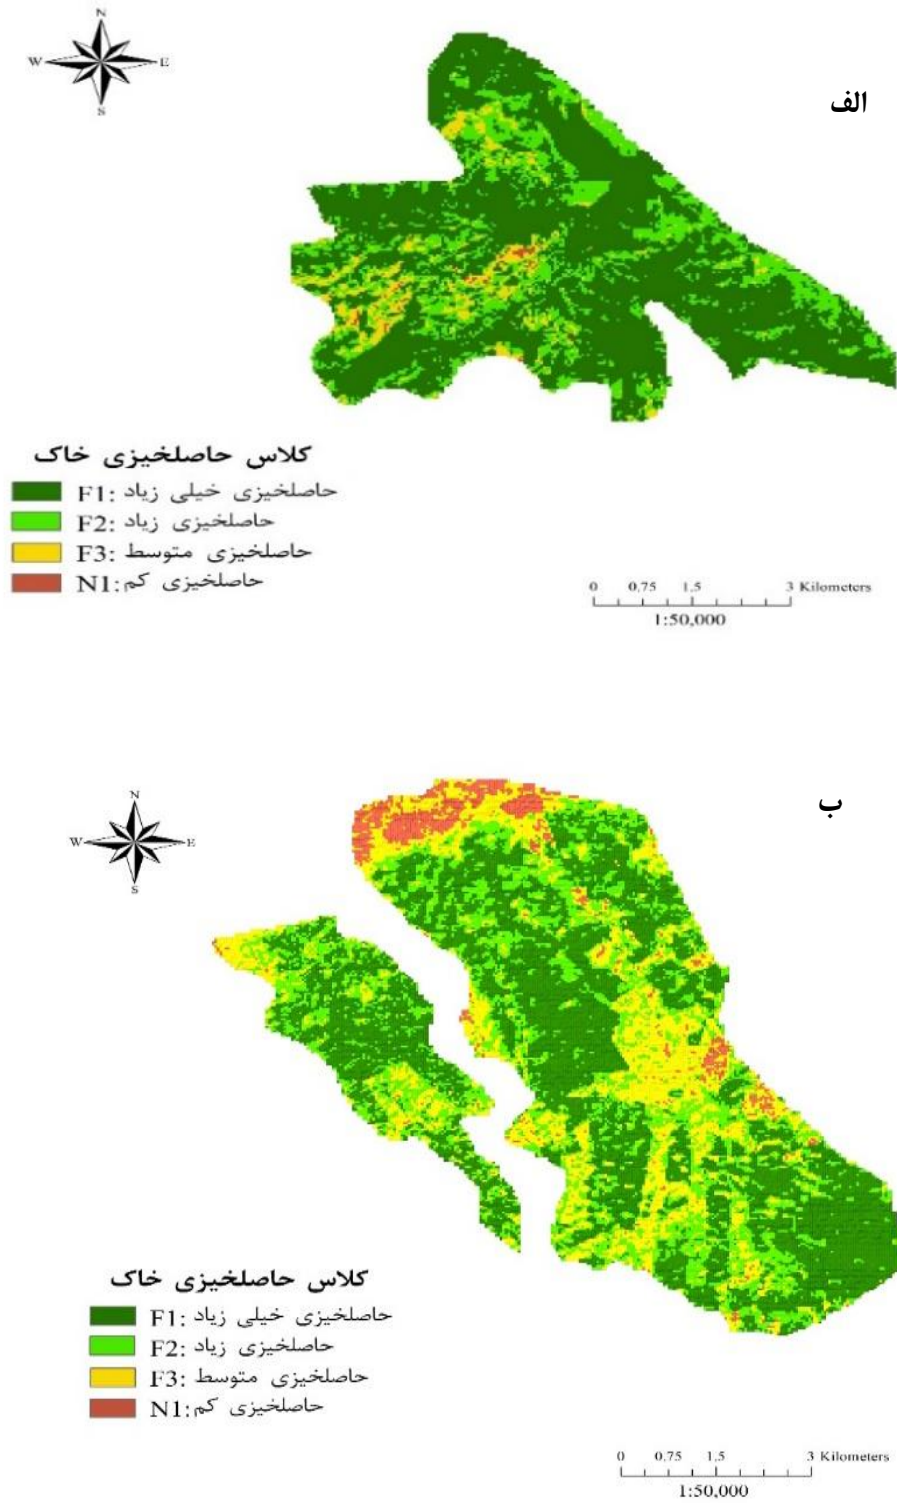 N
W E
S
الف
کلاس حاصلخیزی خاک
F1: حاصلخیزی خیلی زیاد
F2: حاصلخیزی زیاد
F3: حاصلخیزی متوسط
N1: حاصلخیزی کم
0 0.75 1.5 3 Kilometers
1:50,000
ب
N
W E
S
کلاس حاصلخیزی خاک
F1: حاصلخیزی خیلی زیاد
F2: حاصلخیزی زیاد
F3: حاصلخیزی متوسط
N1: حاصلخیزی کم
0 0.75 1.5 3 Kilometers
1:50,000